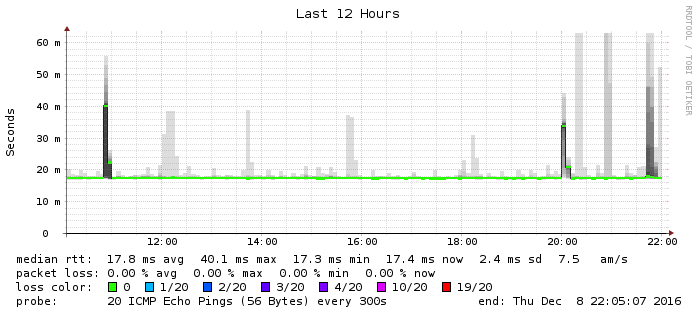 Last 12 Hours
RRDTOOL / TOBI OETIKER
Seconds
60 m
50 m
40 m
30 m
20 m
10 m
0
12:00 14:00 16:00 18:00 20:00 22:00
median rtt: 17.8 ms avg 40.1 ms max 17.3 ms min 17.4 ms now 2.4 ms sd 7.5 am/s
packet loss: 0.00 % avg 0.00 % max 0.00 % min 0.00 % now
loss color: 0 1/20 2/20 3/20 4/20 10/20 19/20
probe: 20 ICMP Echo Pings (56 Bytes) every 300s end: Thu Dec 8 22:05:07 2016